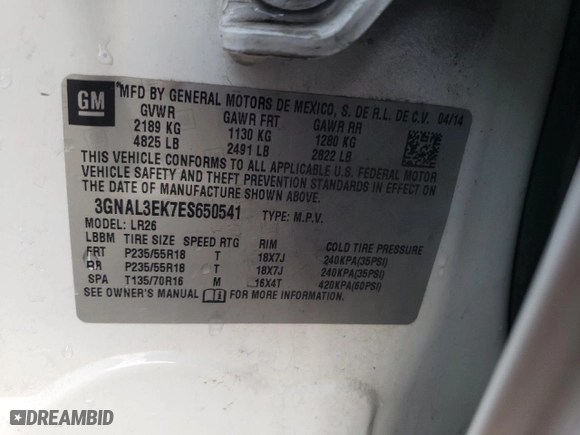 GM
MFD BY GENERAL MOTORS DE MEXICO, S. DE R.L. DE C.V. 04/14
GVWR GAWR FRT GAWR RR
2189 KG 1130 KG 1280 KG
4825 LB 2491 LB 2822 LB
THIS VEHICLE CONFORMS TO ALL APPLICABLE U.S. FEDERAL MOTOR
VEHICLE SAFETY AND THEFT PREVENTION STANDARDS IN EFFECT ON THE
DATE OF MANUFACTURE SHOWN ABOVE.
3GNAL3EK7ES650541 TYPE: M.P.V.
MODEL: LR26
LBBM TIRE SIZE SPEED RTG RIM COLD TIRE PRESSURE
FRT P235/55R18 T 18X7J 240KPA(35PSI)
RR P235/55R18 T 18X7J 240KPA(35PSI)
SPA T135/70R16 M 16X4T 420KPA(60PSI)
SEE OWNER'S MANUAL FOR MORE INFORMATION.
DREAMBID